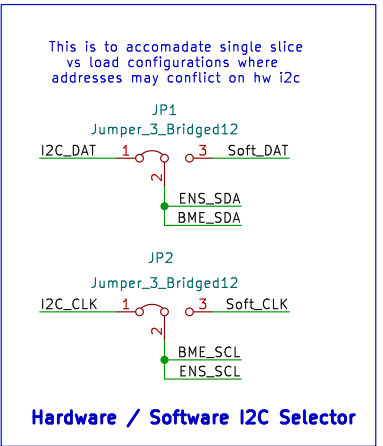 This is to accomadate single slice
vs load configurations where
addresses may conflict on hw i2c
JP1
Jumper_3_Bridged12
I2C_DAT 1 3 Soft_DAT
2
ENS_SDA
BME_SDA
JP2
Jumper_3_Bridged12
I2C_CLK 1 3 Soft_CLK
2
BME_SCL
ENS_SCL
Hardware / Software I2C Selector